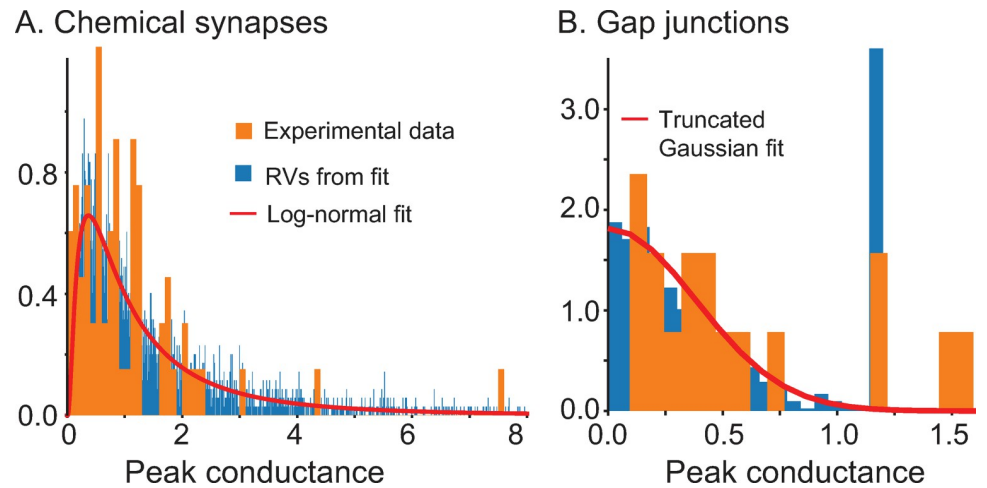 A. Chemical synapses
Experimental data
RVs from fit
Log-normal fit
0.8
0.4
0.0
0 2 4 6 8
Peak conductance
B. Gap junctions
Truncated
Gaussian fit
3.0
2.0
1.0
0.0
0.0 0.5 1.0 1.5
Peak conductance